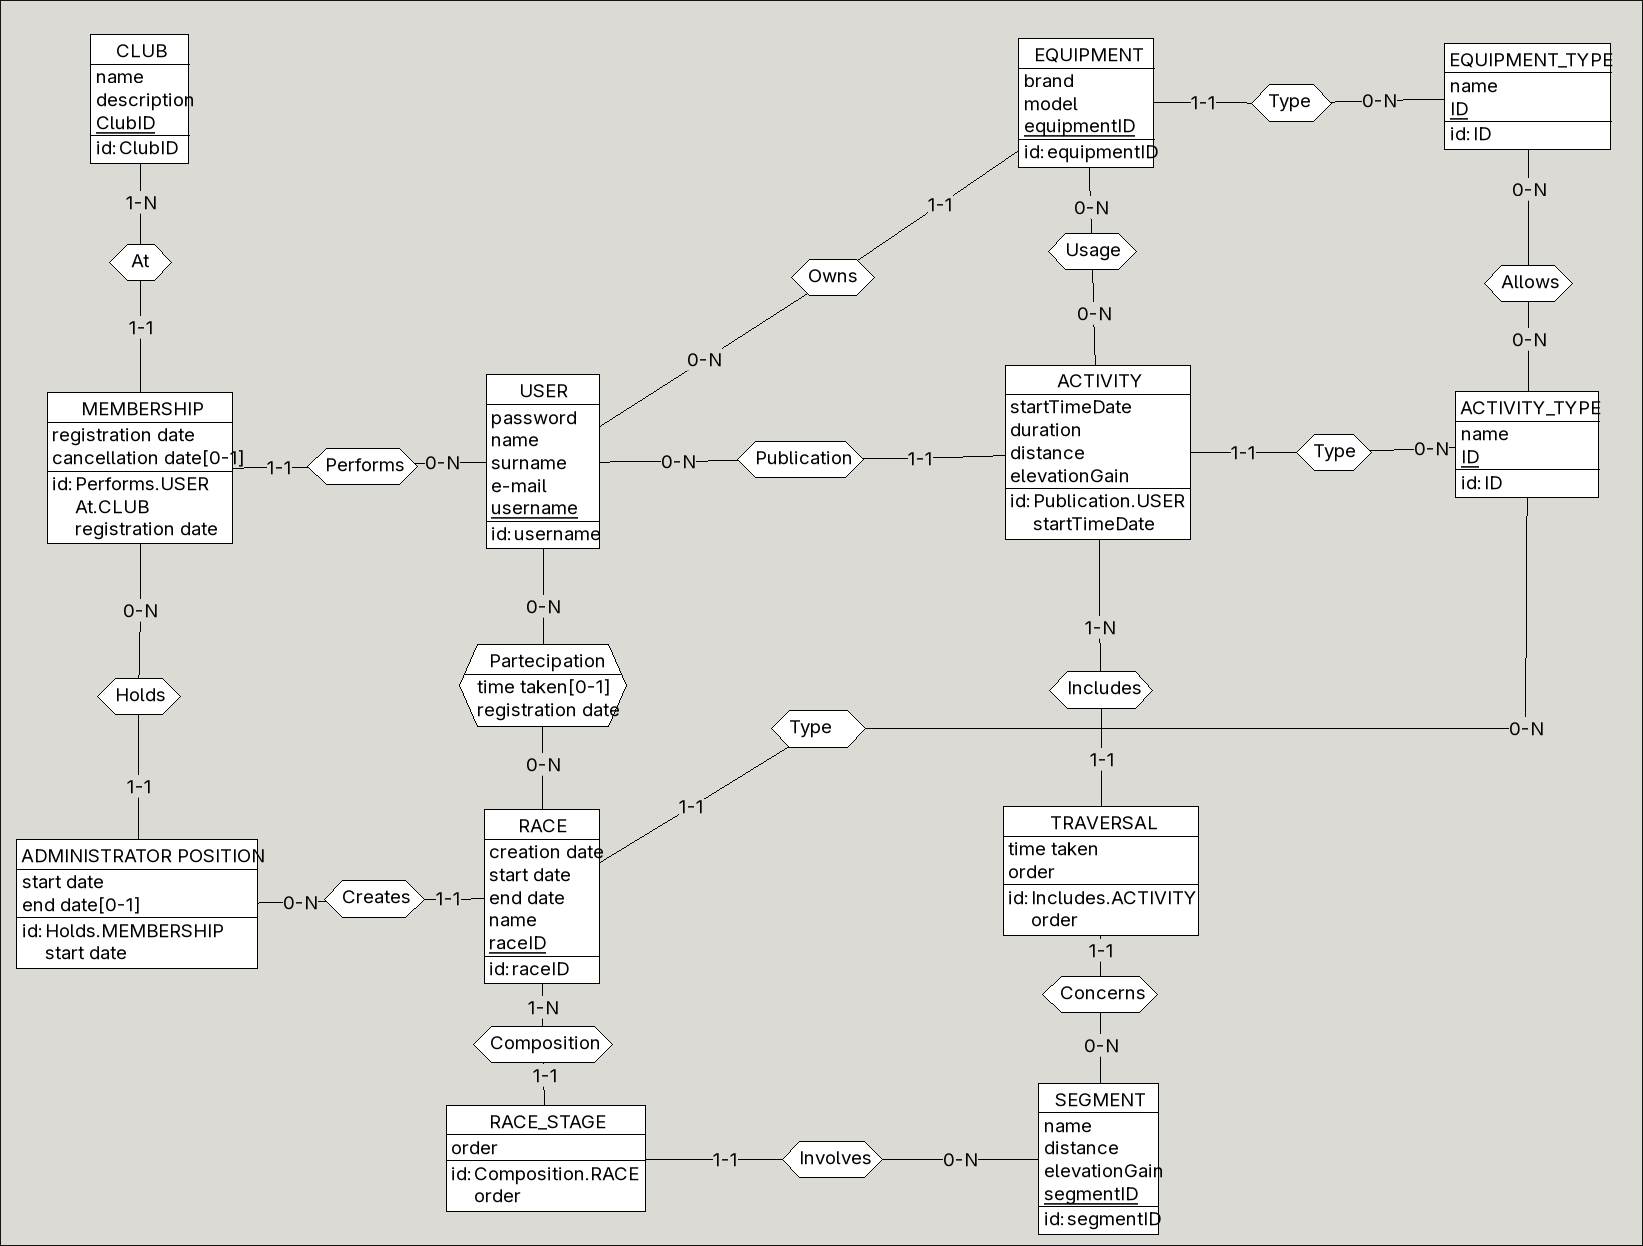 CLUB
name
description
ClubID
id: ClubID
1-N
At
1-1
MEMBERSHIP
registration date
cancellation date[0-1]
id: Performs.USER
At.CLUB
registration date
1-1
Performs
0-N
USER
password
name
surname
e-mail
username
id: username
0-N
Owns
1-1
EQUIPMENT
brand
model
equipmentID
id: equipmentID
1-1
Type
0-N
EQUIPMENT_TYPE
name
ID
id: ID
0-N
Allows
0-N
ACTIVITY_TYPE
name
ID
id: ID
0-N
Usage
0-N
ACTIVITY
startTimeDate
duration
distance
elevationGain
id: Publication.USER
startTimeDate
0-N
Publication
1-1
1-1
Type
0-N
0-N
Holds
1-1
ADMINISTRATOR POSITION
start date
end date[0-1]
id: Holds.MEMBERSHIP
start date
0-N
Creates
1-1
0-N
Partecipation
time taken[0-1]
registration date
0-N
RACE
creation date
start date
end date
name
raceID
id: raceID
1-1
Type
0-N
1-N
Includes
1-1
TRAVERSAL
time taken
order
id: Includes.ACTIVITY
order
1-1
Concerns
0-N
1-N
Composition
1-1
RACE_STAGE
order
id: Composition.RACE
order
1-1
Involves
0-N
SEGMENT
name
distance
elevationGain
segmentID
id: segmentID